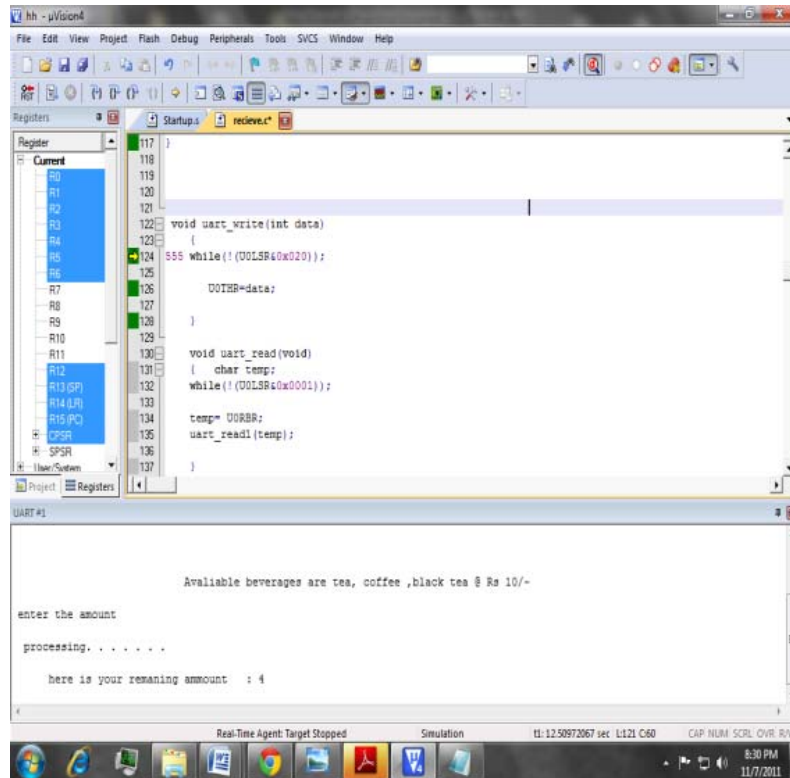 hh - µVision4
File Edit View Project Flash Debug Peripherals Tools SVCS Window Help
Registers
Startup.s recieve.c*
Register
Current
R0
R1
R2
R3
R4
R5
R6
R7
R8
R9
R10
R11
R12
R13 (SP)
R14 (LR)
R15 (PC)
CPSR
SPSR
User/System
Project Registers
117 }
118
119
120
121
122 void uart_write(int data)
123 {
124 555 while(!(U0LSR&0x020));
125
126 U0THR=data;
127
128 }
129
130 void uart_read(void)
131 { char temp;
132 while(!(U0LSR&0x0001));
133
134 temp= U0RBR;
135 uart_read1(temp);
136
137 }
UART #1
Avaliable beverages are tea, coffee ,black tea @ Rs 10/-
enter the amount
processing. . . . . . .
here is your remaning ammount : 4
Real-Time Agent: Target Stopped Simulation t1: 12.50972067 sec L:121 C:60 CAP NUM SCRL OVR R/
8:30 PM
11/7/2011